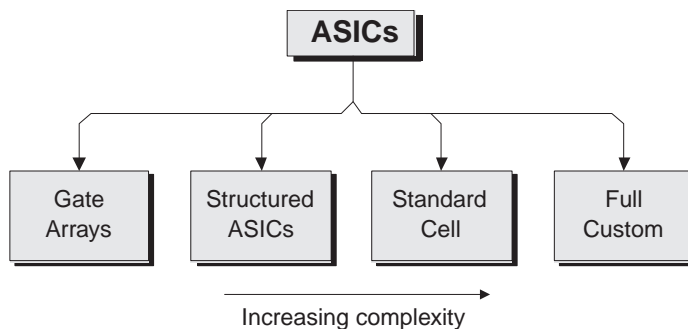 ASICs
Gate
Arrays
Structured
ASICs
Standard
Cell
Full
Custom
Increasing complexity